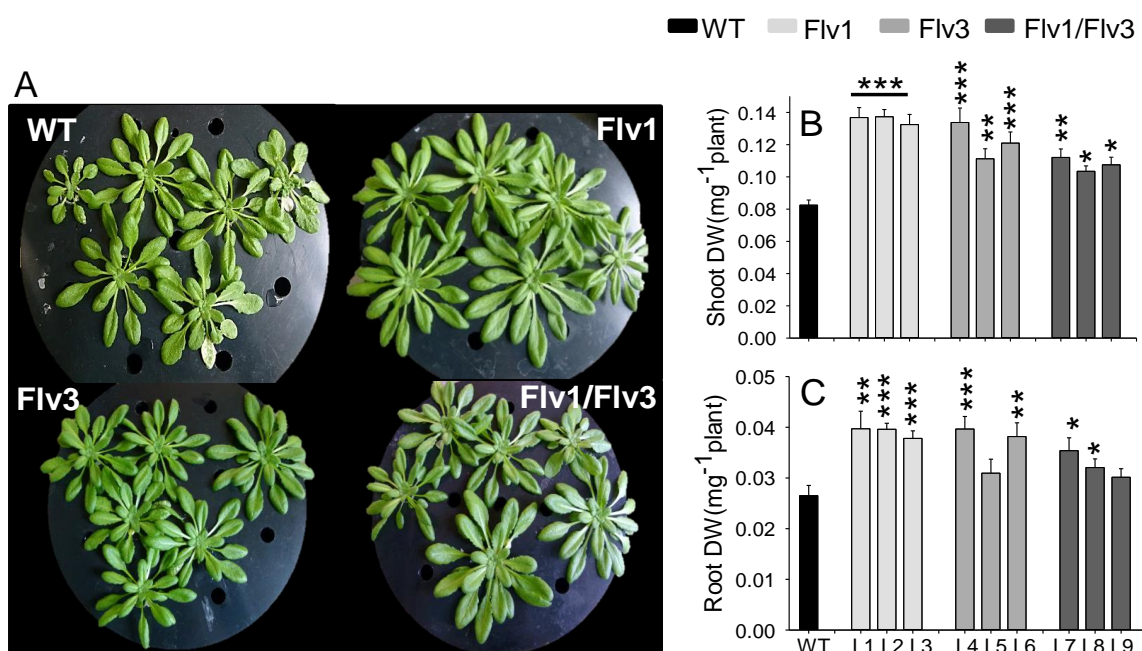 WT Flv1 Flv3 Flv1/Flv3
A
WT
Flv1
Flv3
Flv1/Flv3
B
Shoot DW(mg-1plant)
0.14
0.12
0.10
0.08
0.06
0.04
0.02
0.00
***
***
**
***
**
*
*
C
Root DW(mg-1plant)
0.05
0.04
0.03
0.02
0.01
0.00
**
***
***
***
**
*
*
WT L1 L2 L3 L4 L5 L6 L7 L8 L9